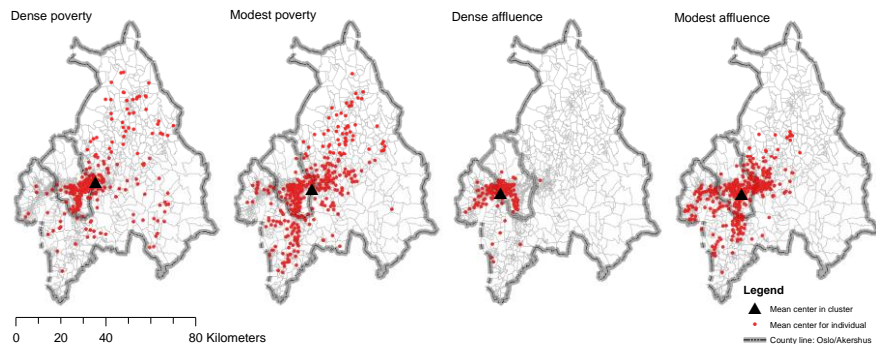 Dense poverty
Modest poverty
Dense affluence
Modest affluence
Legend
Mean center in cluster
Mean center for individual
County line: Oslo/Akershus
0 20 40 80 Kilometers